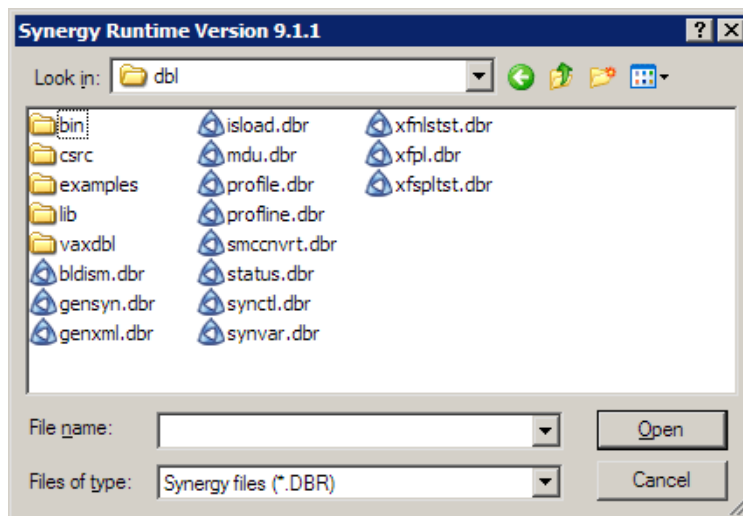 Synergy Runtime Version 9.1.1
Look in: dbl
bin
csrc
examples
lib
vaxdbl
bldism.dbr
gensyn.dbr
genxml.dbr
isload.dbr
mdu.dbr
profile.dbr
profline.dbr
smccnvrt.dbr
status.dbr
synctl.dbr
synvar.dbr
xfnlstst.dbr
xfpl.dbr
xfspltst.dbr
File name:
Open
Files of type: Synergy files (*.DBR)
Cancel